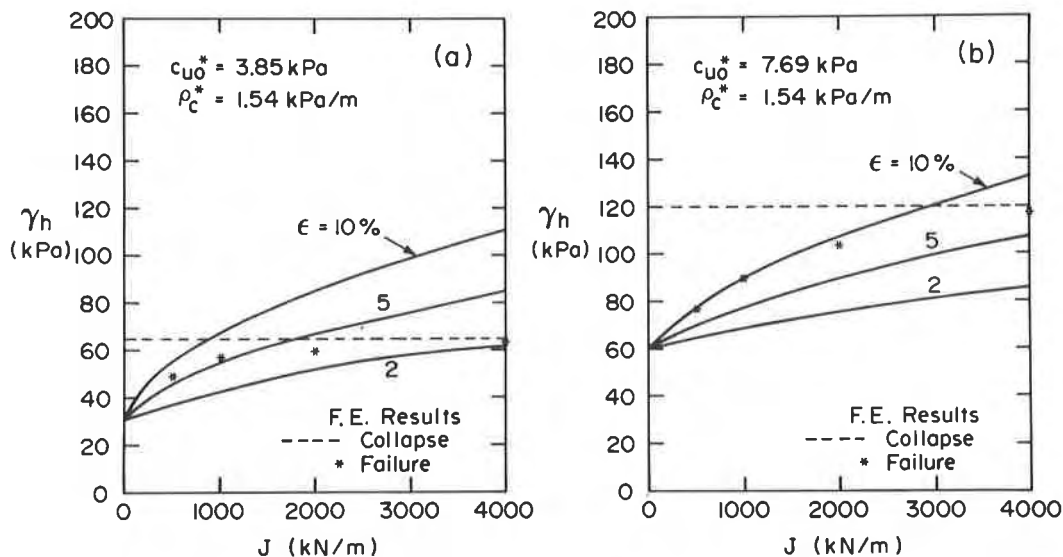 (a)
c_uo* = 3.85 kPa
ρ_c* = 1.54 kPa/m
200
180
160
140
120
100
80
60
40
20
0
γh
(kPa)
ϵ = 10%
5
2
F.E. Results
----- Collapse
* Failure
0 1000 2000 3000 4000
J (kN/m)
(b)
c_uo* = 7.69 kPa
ρ_c* = 1.54 kPa/m
200
180
160
140
120
100
80
60
40
20
0
γh
(kPa)
ϵ = 10%
5
2
F.E. Results
----- Collapse
* Failure
0 1000 2000 3000 4000
J (kN/m)